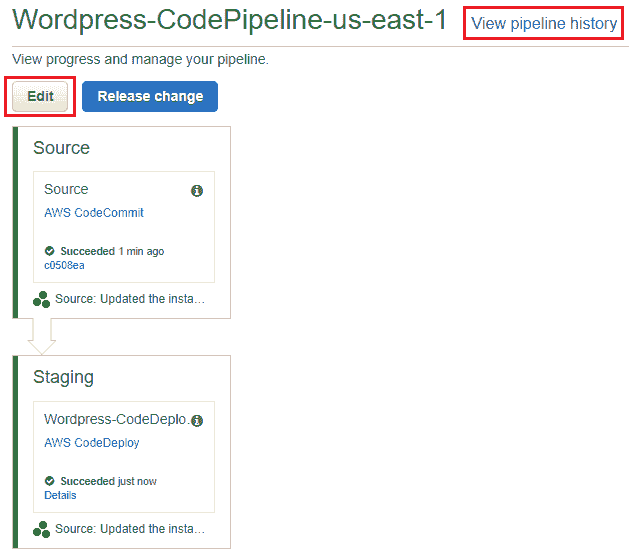 Wordpress-CodePipeline-us-east-1
View pipeline history
View progress and manage your pipeline.
Edit
Release change
Source
Source
AWS CodeCommit
Succeeded 1 min ago
c0508ea
Source: Updated the insta…
Staging
Wordpress-CodeDeplo…
AWS CodeDeploy
Succeeded just now
Details
Source: Updated the insta…